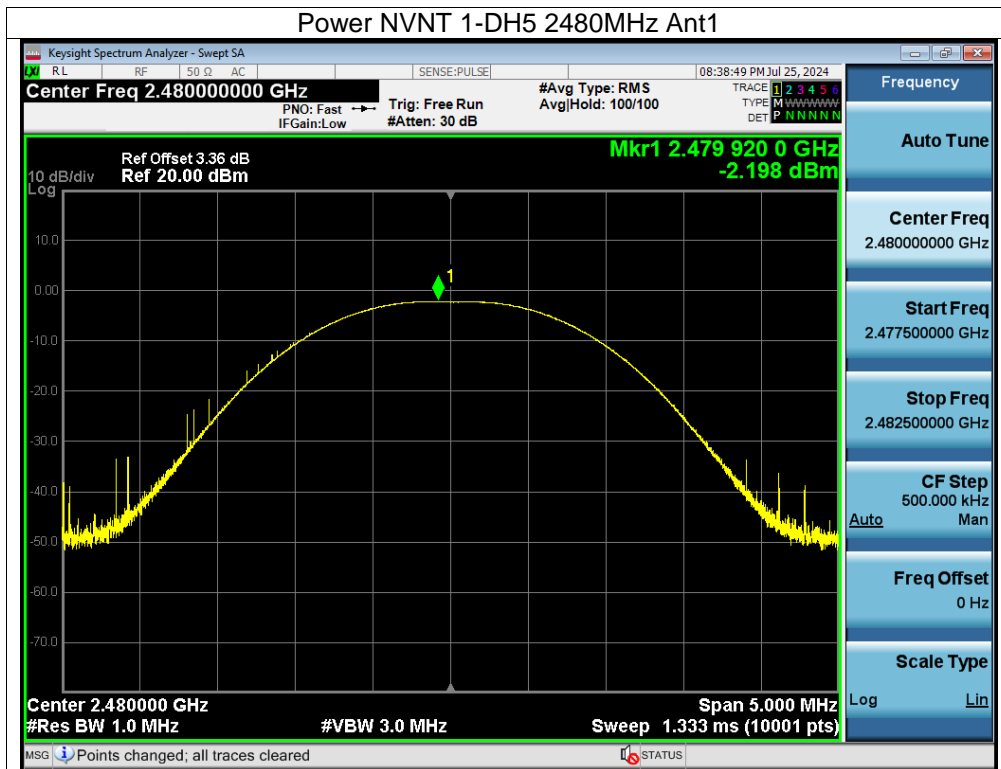 Power NVNT 1-DH5 2480MHz Ant1
Keysight Spectrum Analyzer - Swept SA
LXI RL RF 50 Ω AC SENSE:PULSE 08:38:49 PM Jul 25, 2024
Center Freq 2.480000000 GHz #Avg Type: RMS TRACE 1 2 3 4 5 6
PNO: Fast Trig: Free Run Avg|Hold: 100/100 TYPE M WWWWW
IFGain:Low #Atten: 30 dB DET P N N N N N
Mkr1 2.479 920 0 GHz
-2.198 dBm
Ref Offset 3.36 dB
10 dB/div Ref 20.00 dBm
Log
10.0
1
0.00
-10.0
-20.0
-30.0
-40.0
-50.0
-60.0
-70.0
Center 2.480000 GHz Span 5.000 MHz
#Res BW 1.0 MHz #VBW 3.0 MHz Sweep 1.333 ms (10001 pts)
MSG Points changed; all traces cleared STATUS
Frequency
Auto Tune
Center Freq
2.480000000 GHz
Start Freq
2.477500000 GHz
Stop Freq
2.482500000 GHz
CF Step
500.000 kHz
Auto Man
Freq Offset
0 Hz
Scale Type
Log Lin